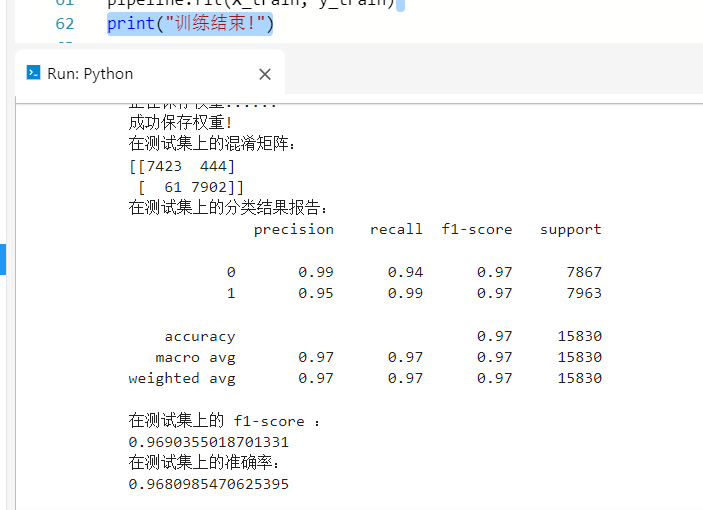 61 pipeline.fit(x_train, y_train)
62 print("训练结束!")
Run: Python
正在保存权重......
成功保存权重!
在测试集上的混淆矩阵:
[[7423 444]
[ 61 7902]]
在测试集上的分类结果报告:
precision recall f1-score support
0 0.99 0.94 0.97 7867
1 0.95 0.99 0.97 7963
accuracy 0.97 15830
macro avg 0.97 0.97 0.97 15830
weighted avg 0.97 0.97 0.97 15830
在测试集上的 f1-score :
0.9690355018701331
在测试集上的准确率:
0.9680985470625395